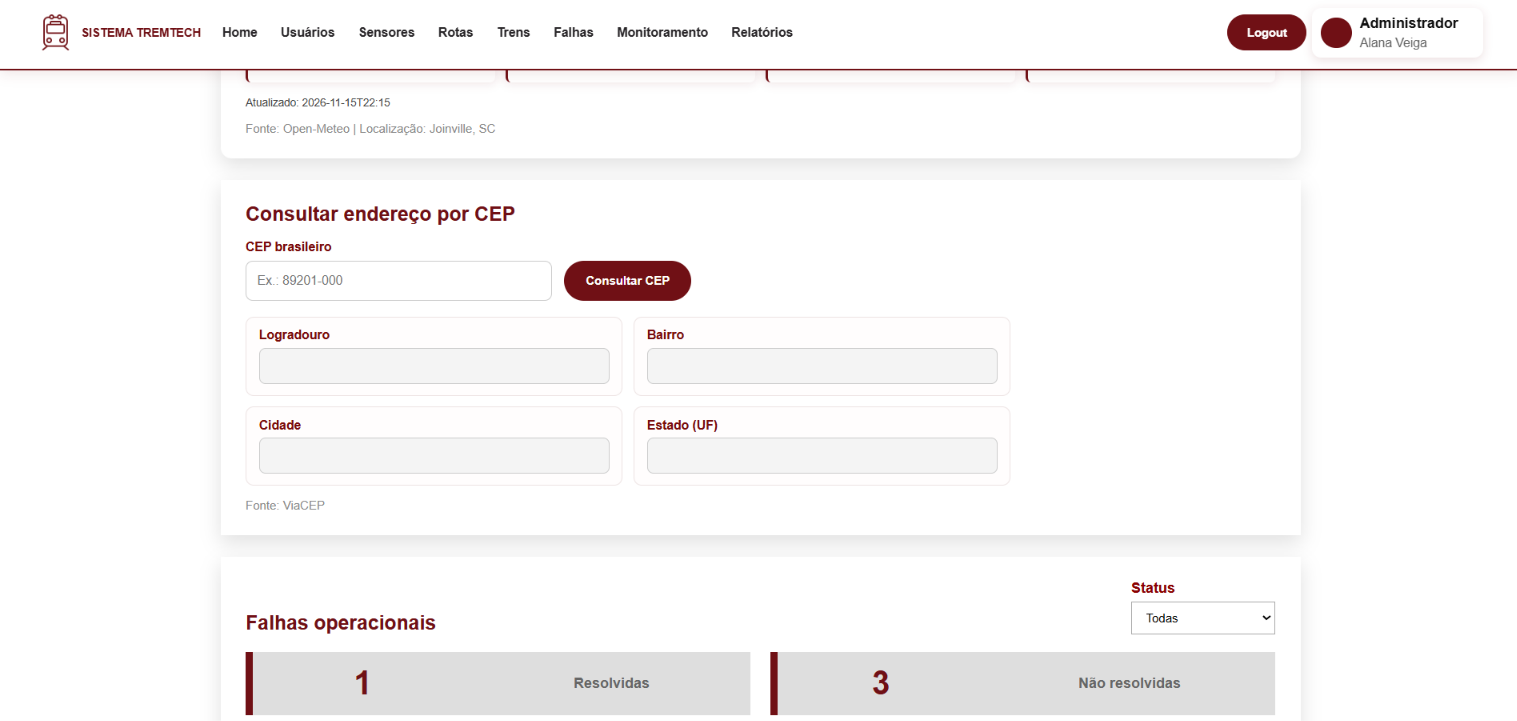 SISTEMA TREMTECH Home Usuários Sensores Rotas Trens Falhas Monitoramento Relatórios Logout Administrador
Alana Veiga
Atualizado: 2026-11-15T22:15
Fonte: Open-Meteo | Localização: Joinville, SC
Consultar endereço por CEP
CEP brasileiro
Ex.: 89201-000 Consultar CEP
Logradouro Bairro
Cidade Estado (UF)
Fonte: ViaCEP
Status
Todas
Falhas operacionais
1 Resolvidas 3 Não resolvidas